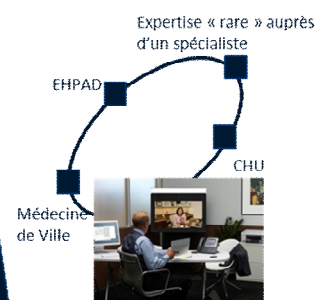 Expertise « rare » auprès
d'un spécialiste
EHPAD
CHU
Médecine
de Ville